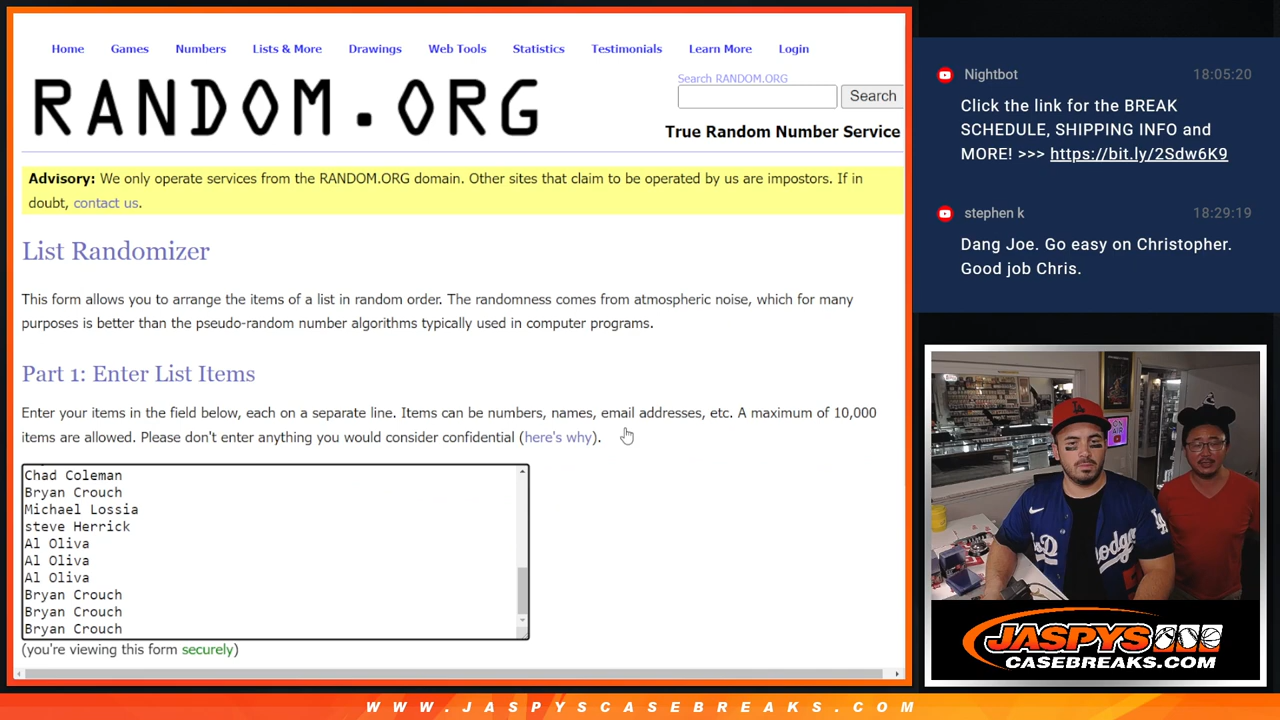 Home Games Numbers Lists & More Drawings Web Tools Statistics Testimonials Learn More Login
RANDOM.ORG
Search RANDOM.ORG
Search
True Random Number Service
Advisory: We only operate services from the RANDOM.ORG domain. Other sites that claim to be operated by us are impostors. If in
doubt, contact us.
List Randomizer
This form allows you to arrange the items of a list in random order. The randomness comes from atmospheric noise, which for many
purposes is better than the pseudo-random number algorithms typically used in computer programs.
Part 1: Enter List Items
Enter your items in the field below, each on a separate line. Items can be numbers, names, email addresses, etc. A maximum of 10,000
items are allowed. Please don't enter anything you would consider confidential (here's why).
Chad Coleman
Bryan Crouch
Michael Lossia
steve Herrick
Al Oliva
Al Oliva
Al Oliva
Bryan Crouch
Bryan Crouch
Bryan Crouch
(you're viewing this form securely)
Nightbot 18:05:20
Click the link for the BREAK
SCHEDULE, SHIPPING INFO and
MORE! >>> https://bit.ly/2Sdw6K9
stephen k 18:29:19
Dang Joe. Go easy on Christopher.
Good job Chris.
ON AIR
Dodgers
JASPYS
CASEBREAKS.COM
WWW.JASPYSCASEBREAKS.COM